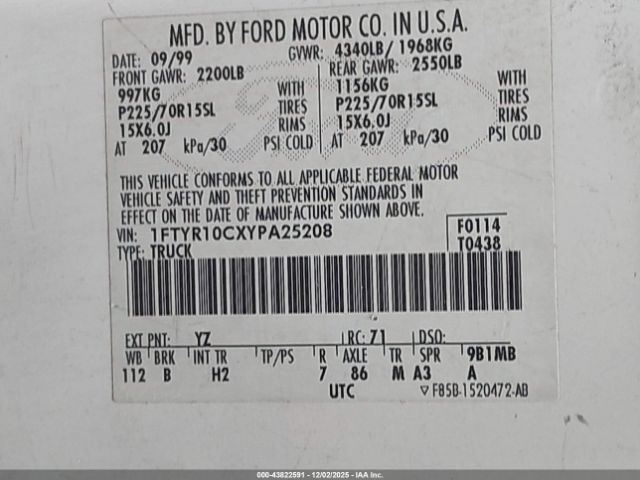 MFD. BY FORD MOTOR CO. IN U.S.A.
DATE: 09/99 GVWR: 4340LB/ 1968KG
FRONT GAWR: 2200LB REAR GAWR: 2550LB
997KG WITH 1156KG WITH
P225/70R15SL TIRES P225/70R15SL TIRES
15X6.0J RIMS 15X6.0J RIMS
AT 207 kPa/30 PSI COLD AT 207 kPa/30 PSI COLD
THIS VEHICLE CONFORMS TO ALL APPLICABLE FEDERAL MOTOR
VEHICLE SAFETY AND THEFT PREVENTION STANDARDS IN
EFFECT ON THE DATE OF MANUFACTURE SHOWN ABOVE.
VIN: 1FTYR10CXYPA25208 F0114
TYPE: TRUCK T0438
EXT PNT: YZ RC: 71 DSO:
WB BRK INT TR TP/PS R AXLE TR SPR 9B1MB
112 B H2 7 86 M A3 A
UTC ▽F85B-1520472-AB
000-43822591 - 12/02/2025 - IAA Inc.